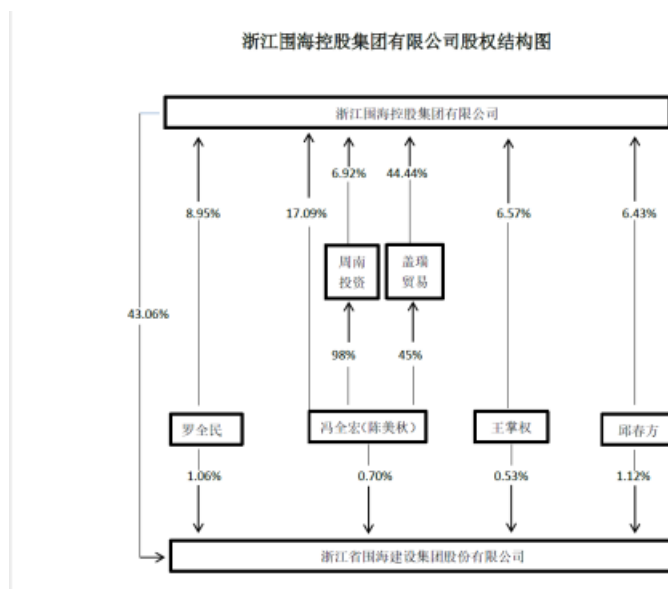 浙江围海控股集团有限公司股权结构图
浙江围海控股集团有限公司
6.92% 44.44%
8.95% 17.09% 6.57% 6.43%
周南
投资
盖瑞
贸易
43.06%
98% 45%
罗全民 冯全宏（陈美秋） 王掌权 邱春方
1.06% 0.70% 0.53% 1.12%
浙江省围海建设集团股份有限公司